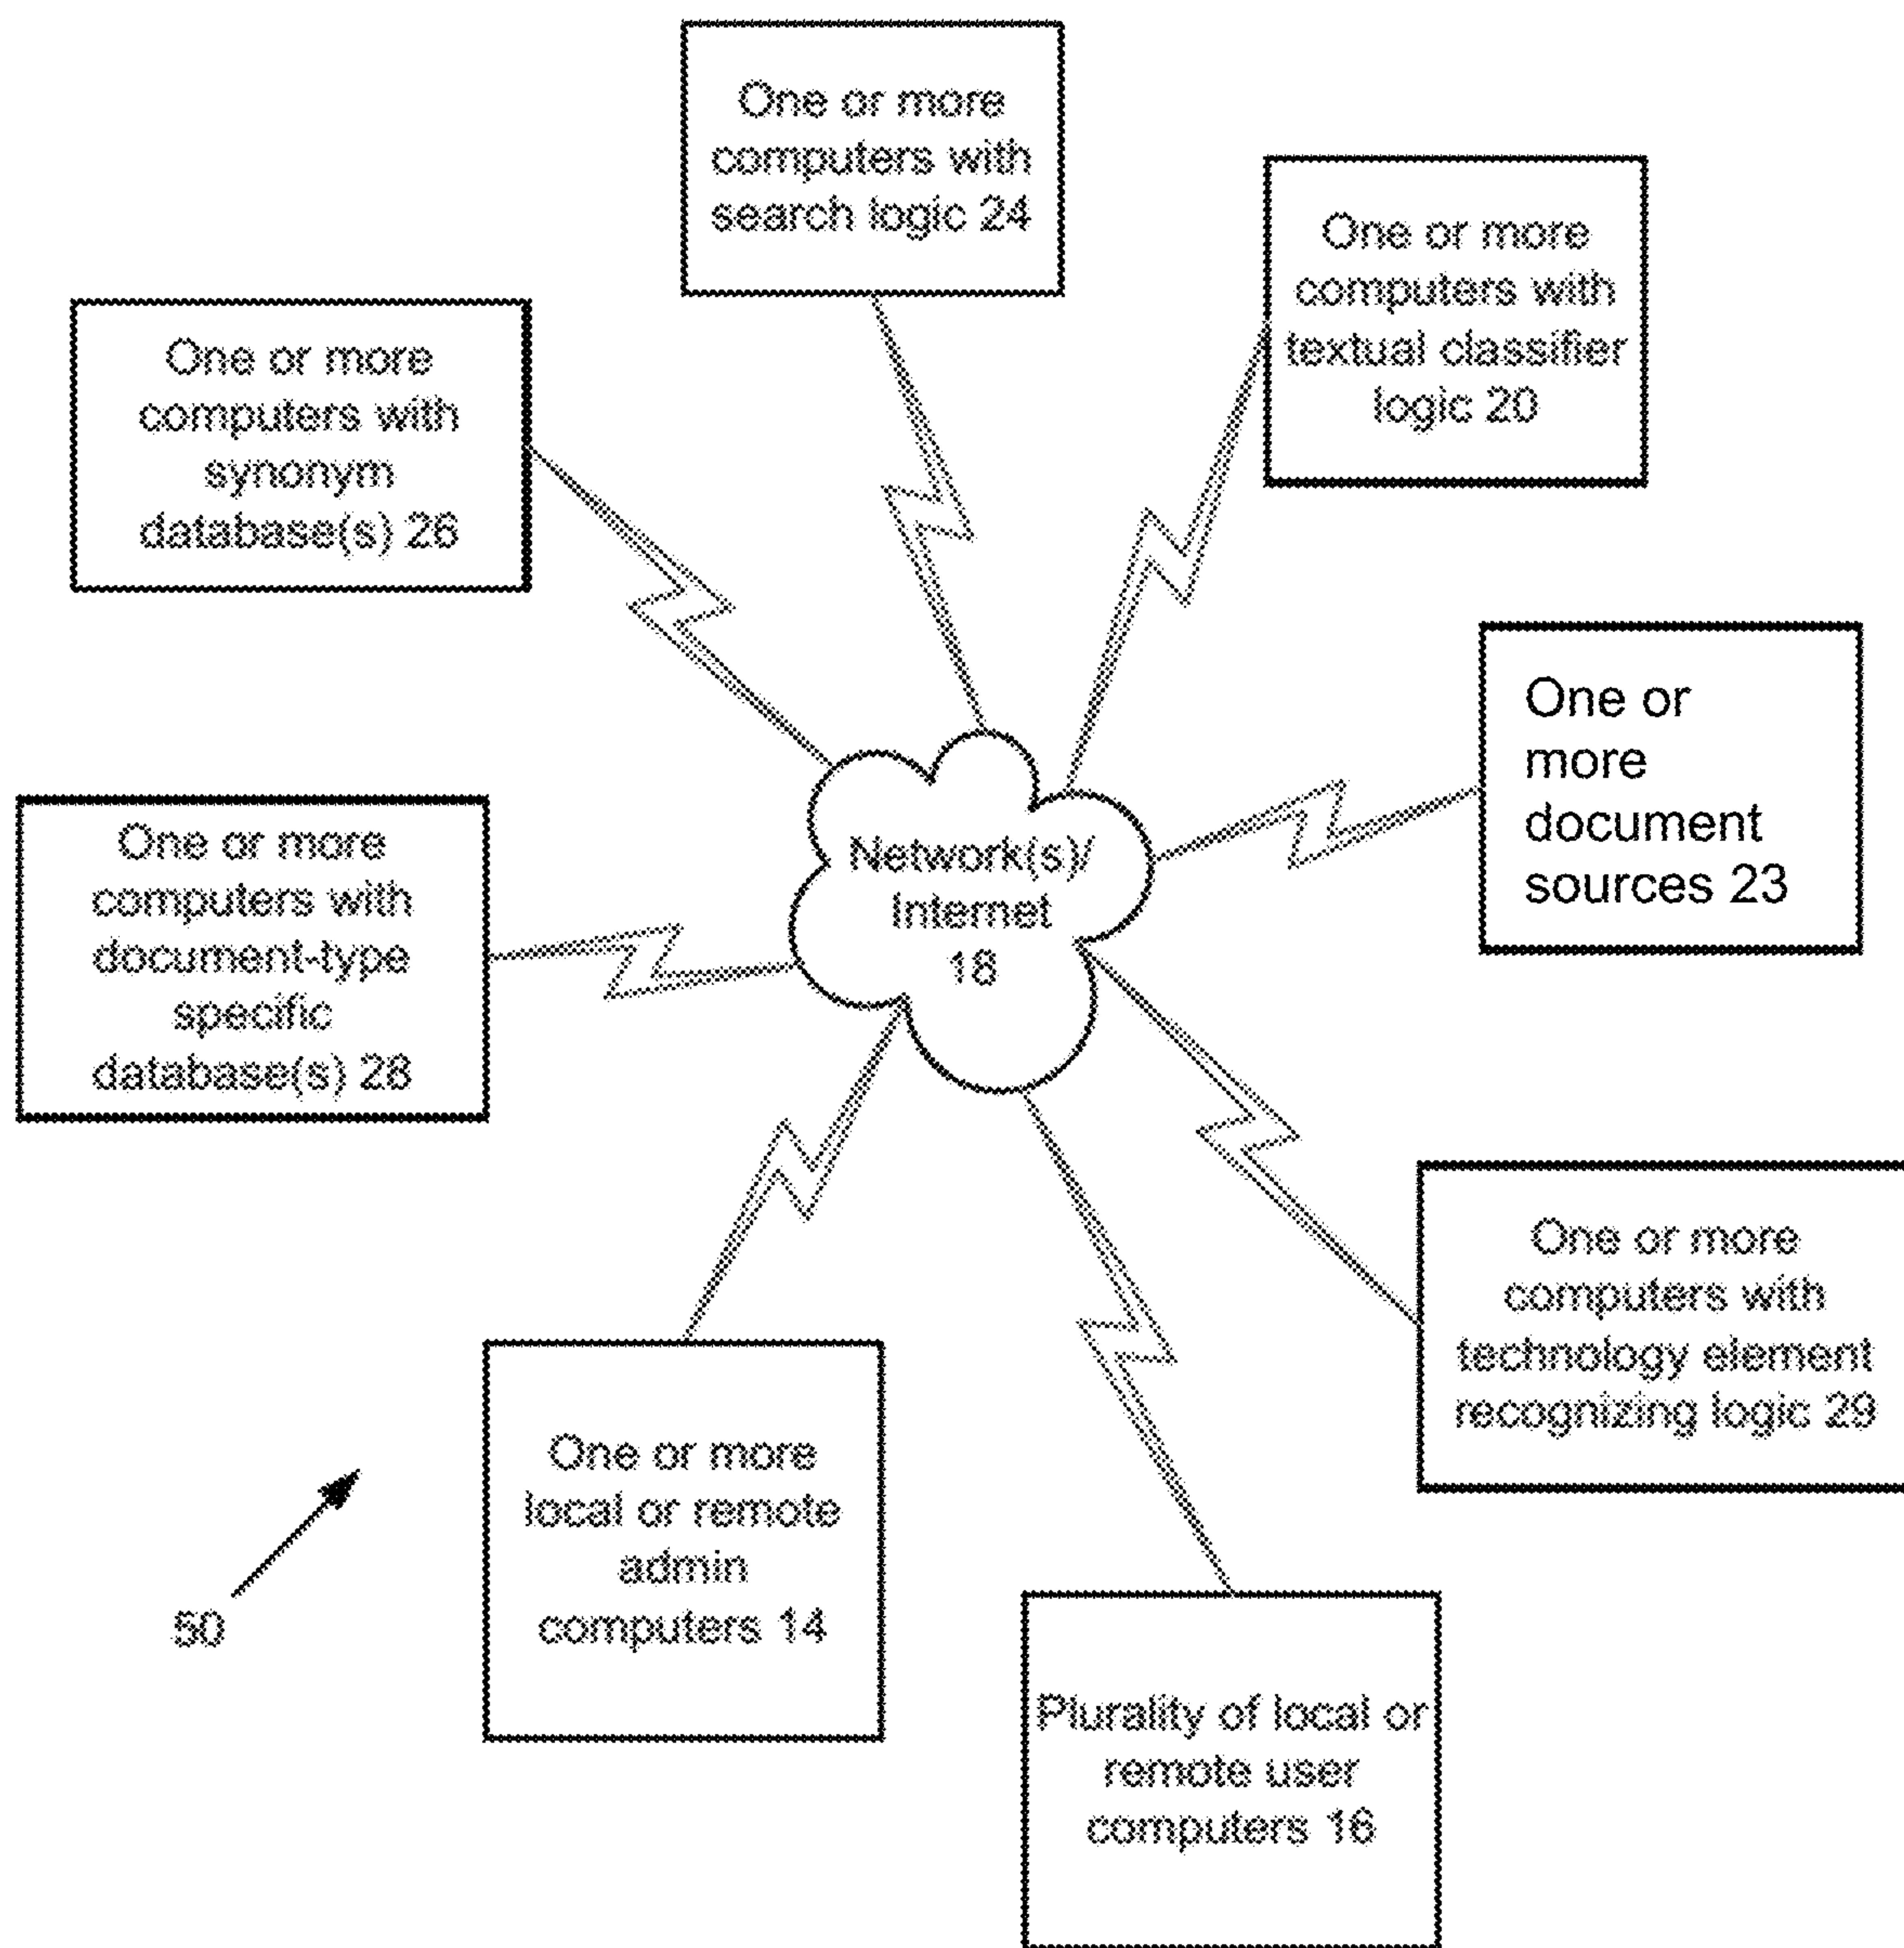 One or more
computers with
search logic 24
One or more
computers with
textual classifier
logic 20
One or more
computers with
synonym
database(s) 26
One or
more
document
sources 23
Network(s)/
Internet
18
One or more
computers with
document-type
specific
database(s) 28
One or more
computers with
technology element
recognizing logic 29
One or more
local or remote
admin
computers 14
50
Plurality of local or
remote user
computers 16